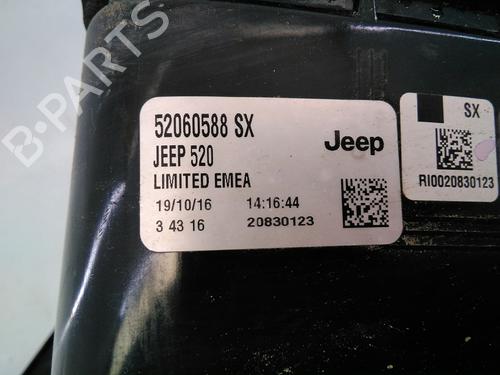 52060588 SX
JEEP 520
LIMITED EMEA
Jeep
19/10/16 14:16:44
3 43 16 20830123
SX
RI0020830123
B-PARTS